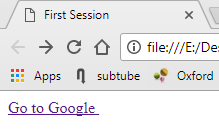 First Session
file:///E:/Des
Apps subtube Oxford
Go to Google